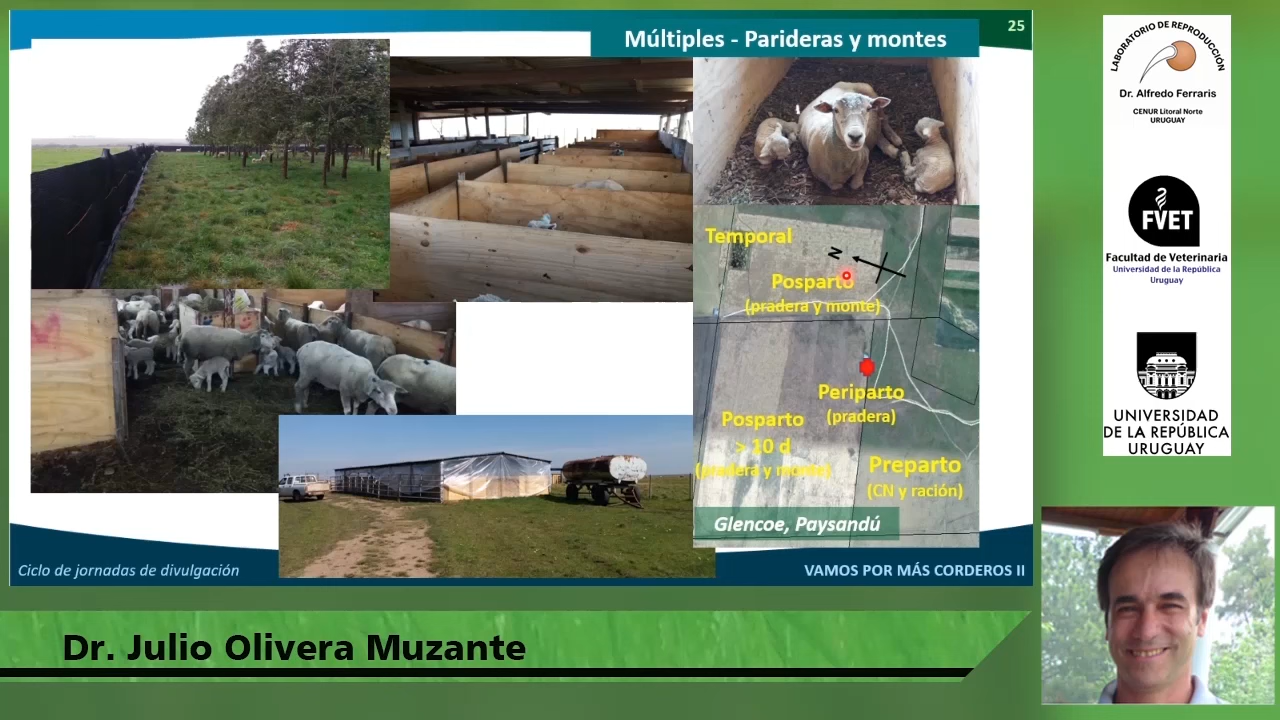 25
Múltiples - Parideras y montes
Temporal
N
Posparto
(pradera y monte)
Periparto
(pradera)
Posparto
> 10 d
(pradera y monte)
Preparto
(CN y ración)
Glencoe, Paysandú
Ciclo de jornadas de divulgación
VAMOS POR MÁS CORDEROS II
Dr. Julio Olivera Muzante
LABORATORIO DE REPRODUCCIÓN
Dr. Alfredo Ferraris
CENUR Litoral Norte
URUGUAY
FVET
Facultad de Veterinaria
Universidad de la República
Uruguay
UNIVERSIDAD
DE LA REPÚBLICA
URUGUAY